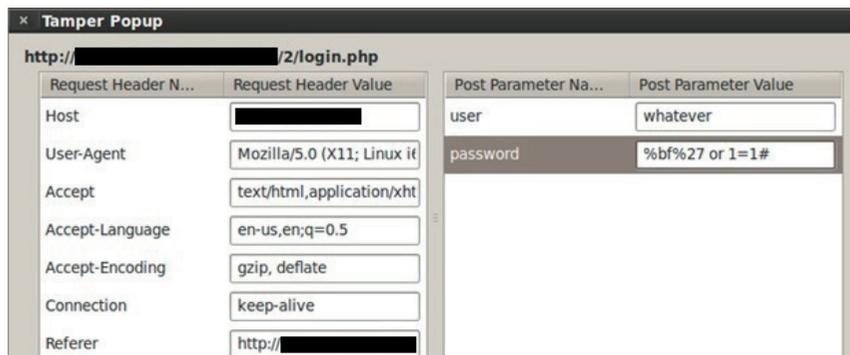 × Tamper Popup
http:// /2/login.php
Request Header N... Request Header Value
Host
User-Agent Mozilla/5.0 (X11; Linux
Accept text/html,application/xht
Accept-Language en-us,en;q=0.5
Accept-Encoding gzip, deflate
Connection keep-alive
Referer http://
Post Parameter Na... Post Parameter Value
user whatever
password %bf%27 or 1=1#